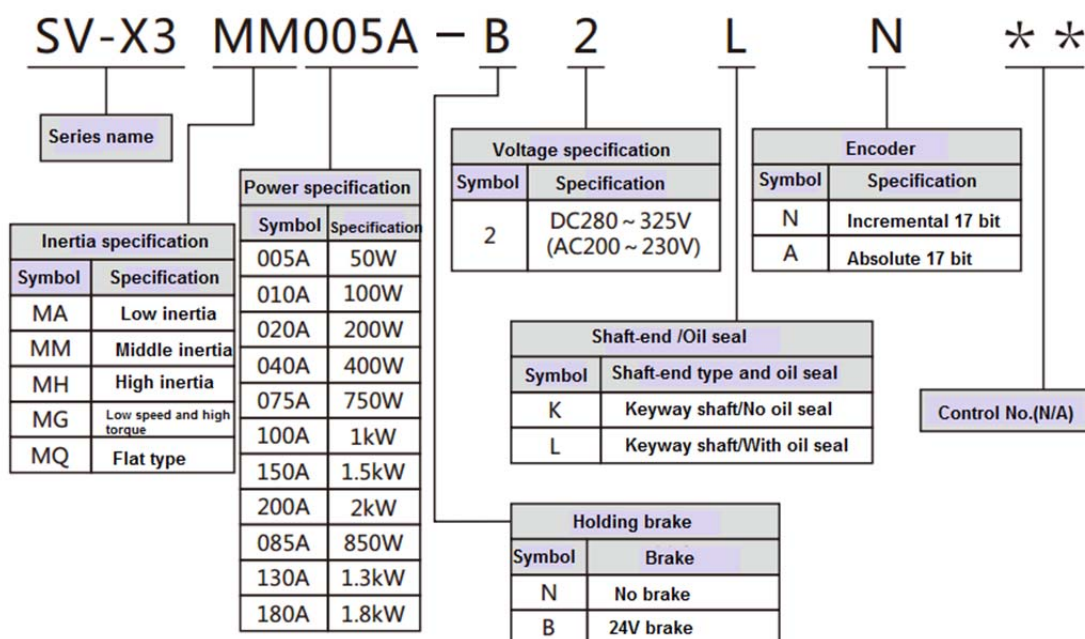 SV-X3 MM005A – B 2 L N **
Series name
Inertia specification
Symbol Specification
MA Low inertia
MM Middle inertia
MH High inertia
MG Low speed and high torque
MQ Flat type
Power specification
Symbol Specification
005A 50W
010A 100W
020A 200W
040A 400W
075A 750W
100A 1kW
150A 1.5kW
200A 2kW
085A 850W
130A 1.3kW
180A 1.8kW
Voltage specification
Symbol Specification
2 DC280~325V
(AC200~230V)
Encoder
Symbol Specification
N Incremental 17 bit
A Absolute 17 bit
Shaft-end /Oil seal
Symbol Shaft-end type and oil seal
K Keyway shaft/No oil seal
L Keyway shaft/With oil seal
Control No.(N/A)
Holding brake
Symbol Brake
N No brake
B 24V brake